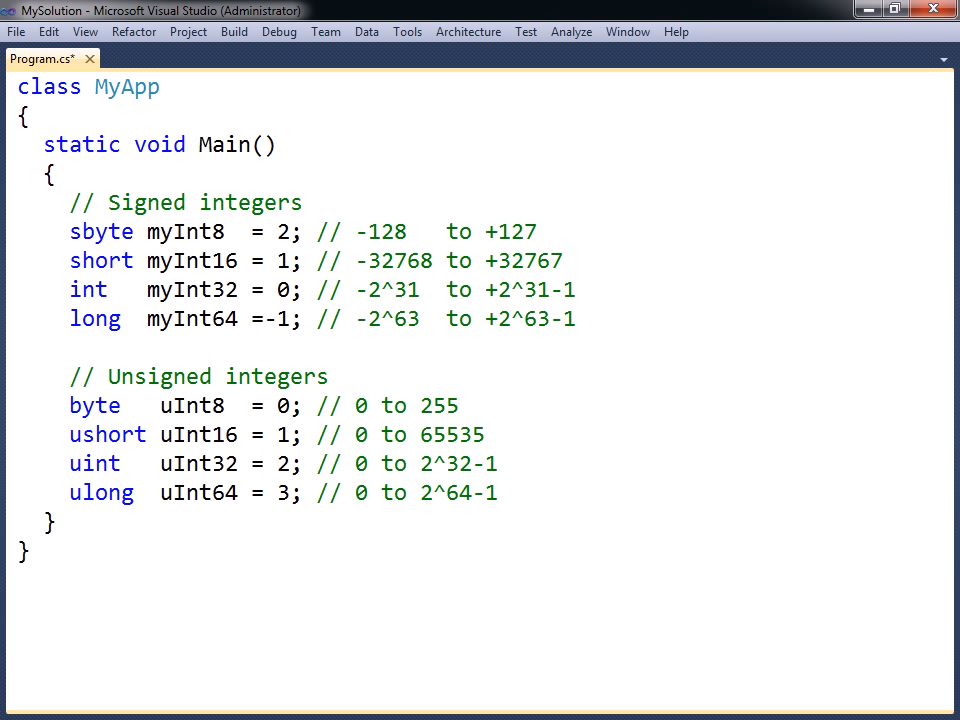 MySolution - Microsoft Visual Studio (Administrator)
File Edit View Refactor Project Build Debug Team Data Tools Architecture Test Analyze Window Help
Program.cs*
class MyApp
{
  static void Main()
  {
    // Signed integers
    sbyte myInt8  = 2; // -128   to +127
    short myInt16 = 1; // -32768 to +32767
    int   myInt32 = 0; // -2^31  to +2^31-1
    long  myInt64 =-1; // -2^63  to +2^63-1

    // Unsigned integers
    byte   uInt8  = 0; // 0 to 255
    ushort uInt16 = 1; // 0 to 65535
    uint   uInt32 = 2; // 0 to 2^32-1
    ulong  uInt64 = 3; // 0 to 2^64-1
  }
}